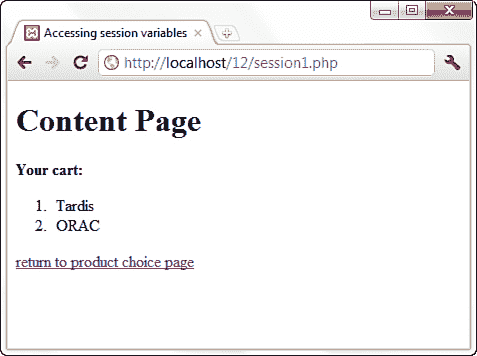 Accessing session variables
http://localhost/12/session1.php
Content Page
Your cart:
1. Tardis
2. ORAC
return to product choice page